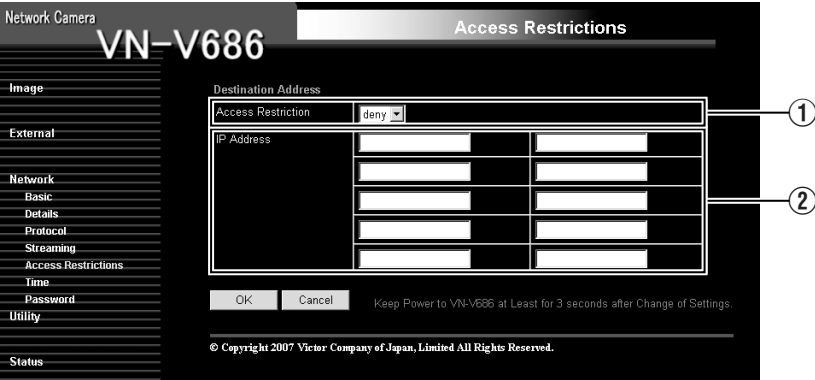 Network Camera
VN-V686
Access Restrictions
Image
External
Network
Basic
Details
Protocol
Streaming
Access Restrictions
Time
Password
Utility
Status
Destination Address
Access Restriction deny
IP Address
OK Cancel Keep Power to VN-V686 at Least for 3 seconds after Change of Settings.
© Copyright 2007 Victor Company of Japan, Limited All Rights Reserved.
①
②